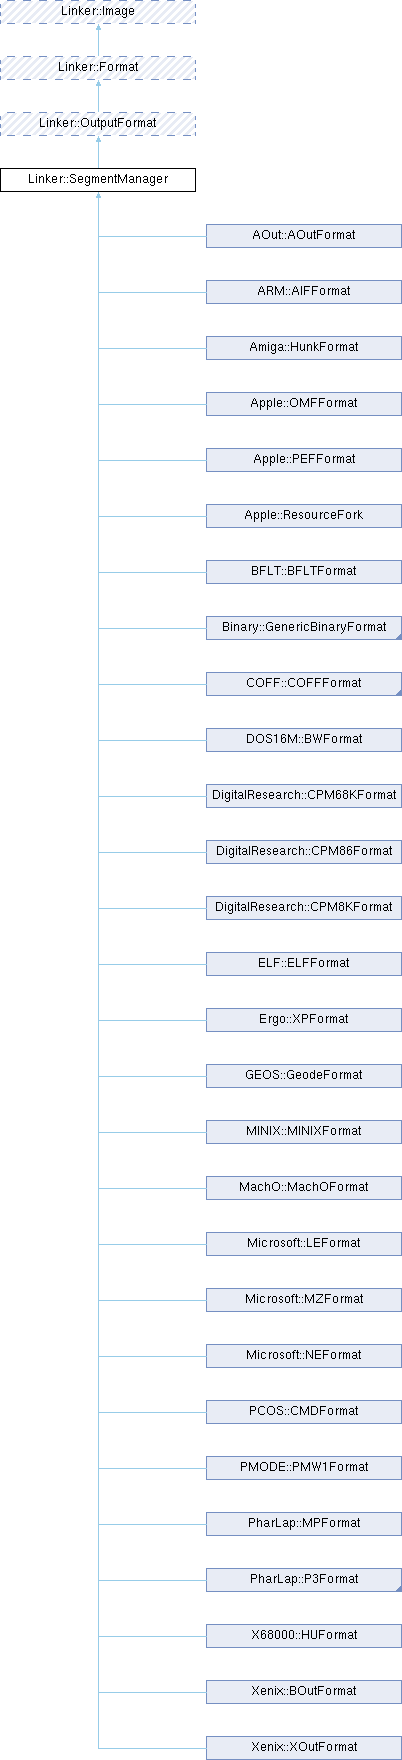 Linker::Image
Linker::Format
Linker::OutputFormat
Linker::SegmentManager
AOut::AOutFormat
ARM::AIFFormat
Amiga::HunkFormat
Apple::OMFFormat
Apple::PEFFormat
Apple::ResourceFork
BFLT::BFLTFormat
Binary::GenericBinaryFormat
COFF::COFFFormat
DOS16M::BWFormat
DigitalResearch::CPM68KFormat
DigitalResearch::CPM86Format
DigitalResearch::CPM8KFormat
ELF::ELFFormat
Ergo::XPFormat
GEOS::GeodeFormat
MINIX::MINIXFormat
MachO::MachOFormat
Microsoft::LEFormat
Microsoft::MZFormat
Microsoft::NEFormat
PCOS::CMDFormat
PMODE::PMW1Format
PharLap::MPFormat
PharLap::P3Format
X68000::HUFormat
Xenix::BOutFormat
Xenix::XOutFormat